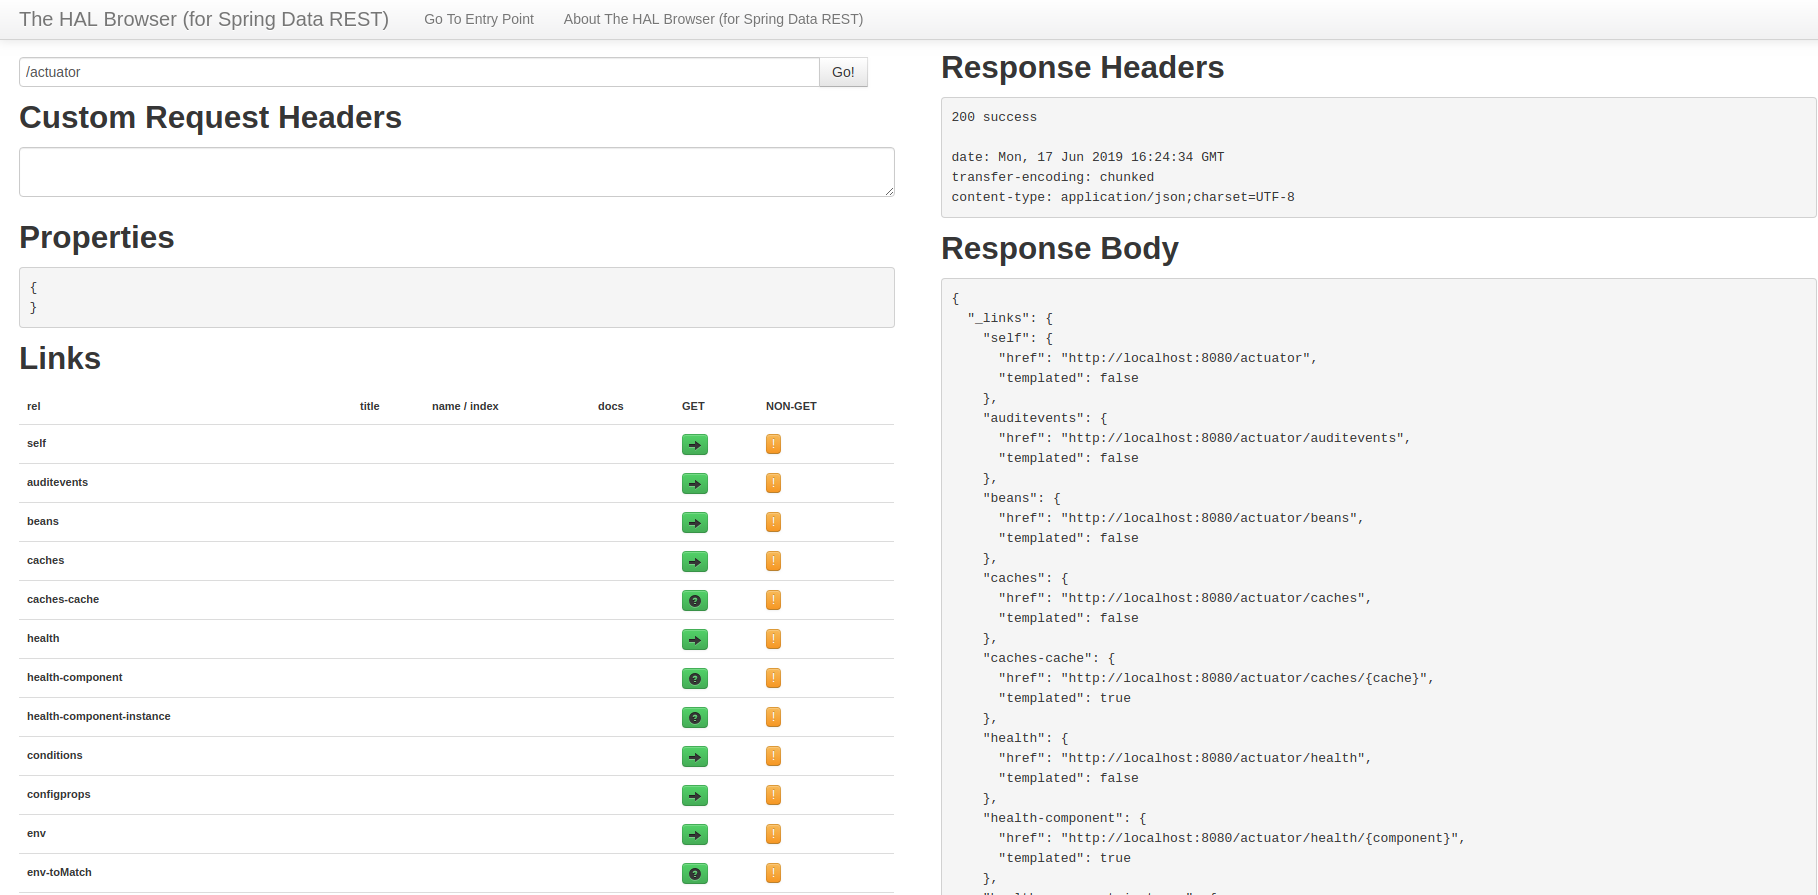 The HAL Browser (for Spring Data REST) Go To Entry Point About The HAL Browser (for Spring Data REST)
/actuator Go!
Custom Request Headers
Properties
{
}
Links
rel title name / index docs GET NON-GET
self !
auditevents !
beans !
caches !
caches-cache ? !
health !
health-component ? !
health-component-instance ? !
conditions !
configprops !
env !
env-toMatch ? !
Response Headers
200 success
date: Mon, 17 Jun 2019 16:24:34 GMT
transfer-encoding: chunked
content-type: application/json;charset=UTF-8
Response Body
{
"_links": {
"self": {
"href": "http://localhost:8080/actuator",
"templated": false
},
"auditevents": {
"href": "http://localhost:8080/actuator/auditevents",
"templated": false
},
"beans": {
"href": "http://localhost:8080/actuator/beans",
"templated": false
},
"caches": {
"href": "http://localhost:8080/actuator/caches",
"templated": false
},
"caches-cache": {
"href": "http://localhost:8080/actuator/caches/{cache}",
"templated": true
},
"health": {
"href": "http://localhost:8080/actuator/health",
"templated": false
},
"health-component": {
"href": "http://localhost:8080/actuator/health/{component}",
"templated": true
},